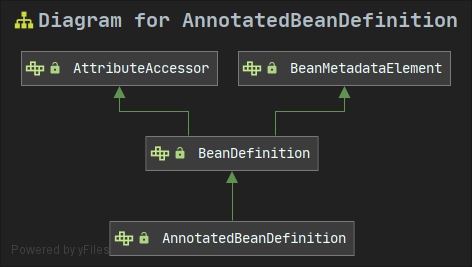 Diagram for AnnotatedBeanDefinition
AttributeAccessor
BeanMetadataElement
BeanDefinition
AnnotatedBeanDefinition
Powered by yFiles